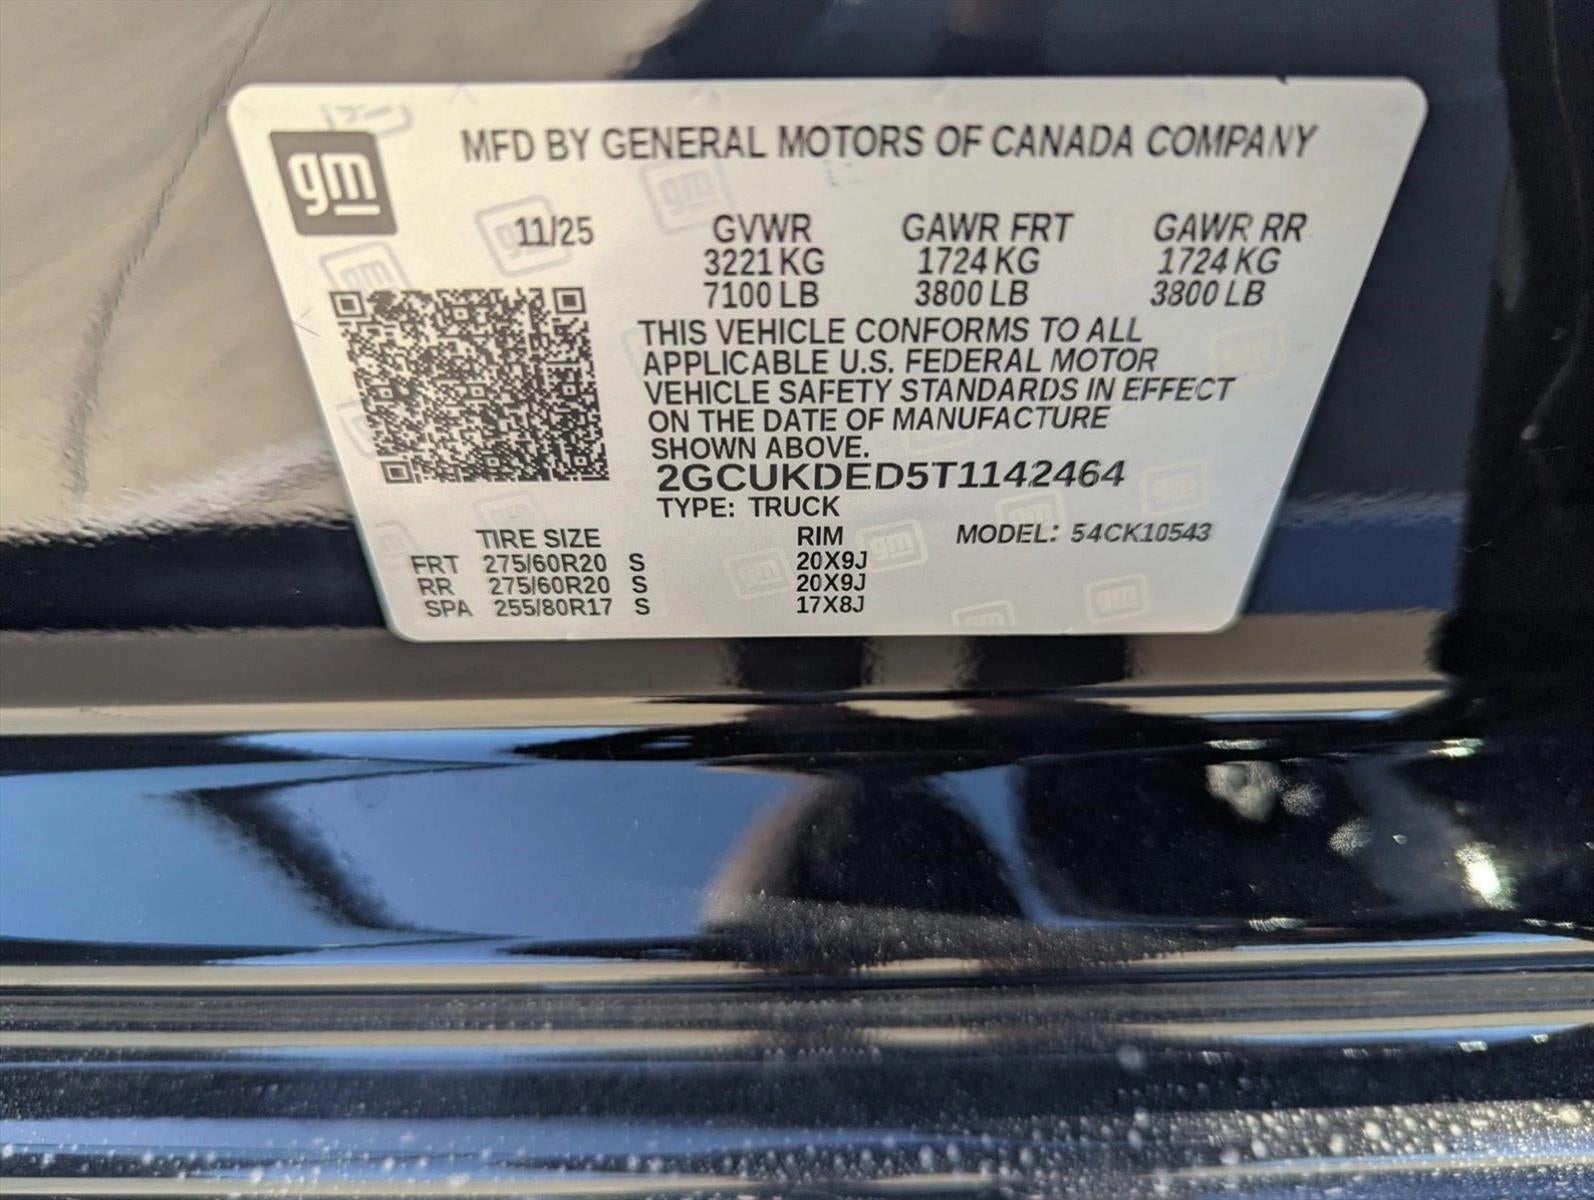 gm
MFD BY GENERAL MOTORS OF CANADA COMPANY
11/25 GVWR GAWR FRT GAWR RR
3221 KG 1724 KG 1724 KG
7100 LB 3800 LB 3800 LB
THIS VEHICLE CONFORMS TO ALL
APPLICABLE U.S. FEDERAL MOTOR
VEHICLE SAFETY STANDARDS IN EFFECT
ON THE DATE OF MANUFACTURE
SHOWN ABOVE.
2GCUKDED5T1142464
TYPE: TRUCK
TIRE SIZE RIM MODEL: 54CK10543
FRT 275/60R20 S 20X9J
RR 275/60R20 S 20X9J
SPA 255/80R17 S 17X8J